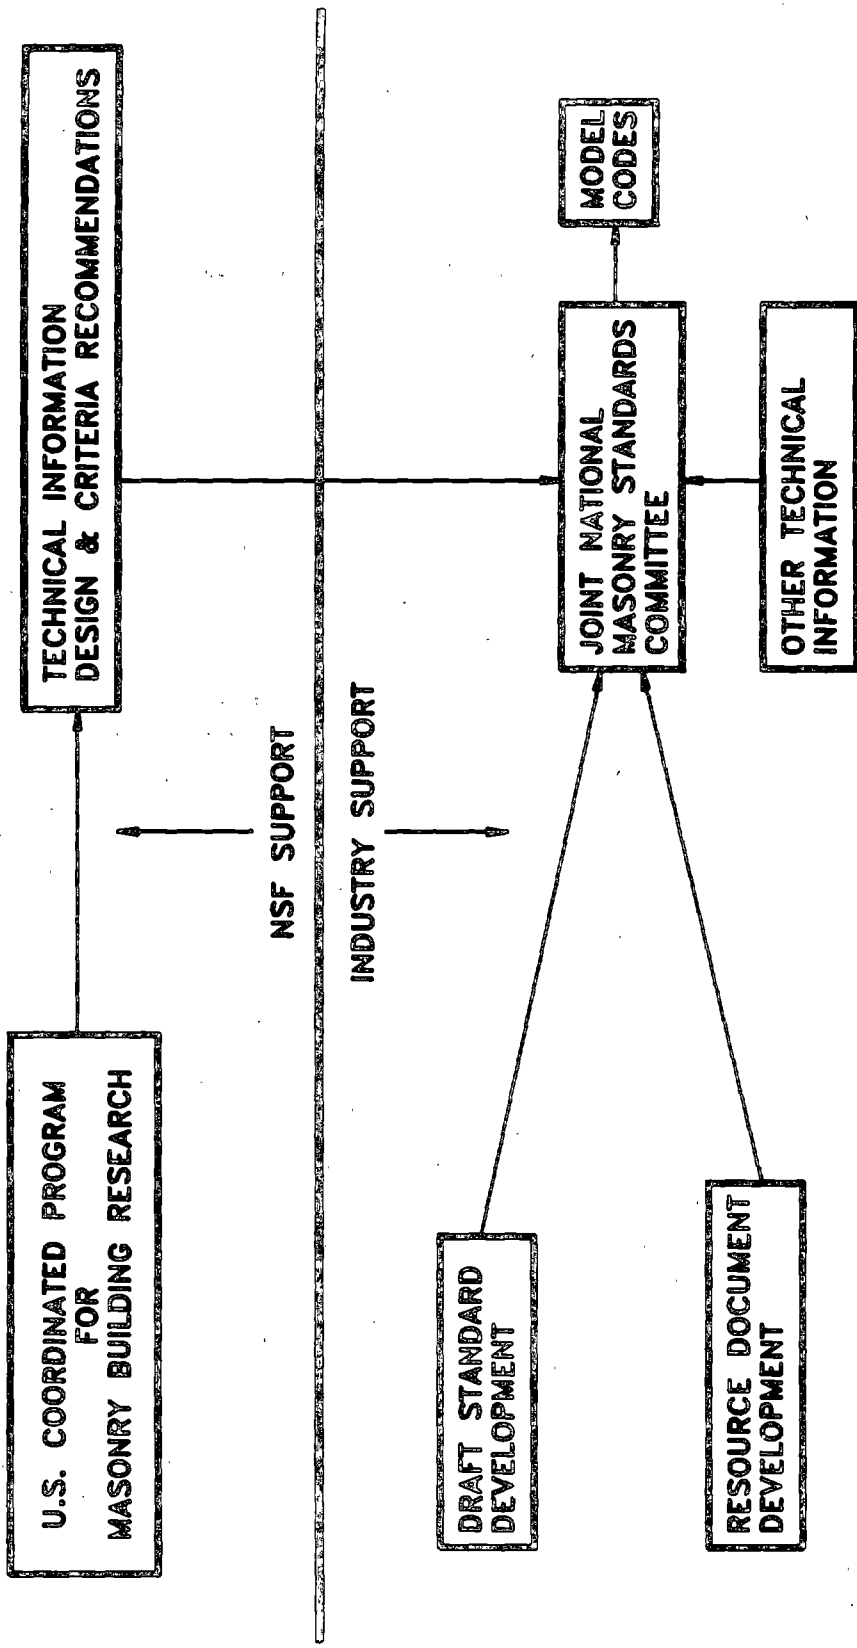 U.S. COORDINATED PROGRAM
FOR
MASONRY BUILDING RESEARCH
TECHNICAL INFORMATION
DESIGN & CRITERIA RECOMMENDATIONS
NSF SUPPORT
INDUSTRY SUPPORT
DRAFT STANDARD
DEVELOPMENT
JOINT NATIONAL
MASONRY STANDARDS
COMMITTEE
MODEL
CODES
RESOURCE DOCUMENT
DEVELOPMENT
OTHER TECHNICAL
INFORMATION